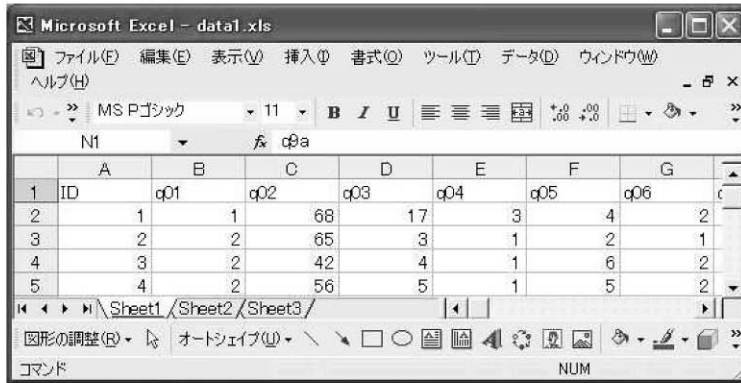 Microsoft Excel - data1.xls
ファイル(F) 編集(E) 表示(V) 挿入(I) 書式(O) ツール(T) データ(D) ウィンドウ(W)
ヘルプ(H)
MS Pゴシック 11 B I U
N1 fx q9a
A B C D E F G
1 ID q01 q02 q03 q04 q05 q06
2 1 1 68 17 3 4 2
3 2 2 65 3 1 2 1
4 3 2 42 4 1 6 2
5 4 2 56 5 1 5 2
Sheet1 Sheet2 Sheet3
図形の調整(R) オートシェイプ(U)
コマンド NUM